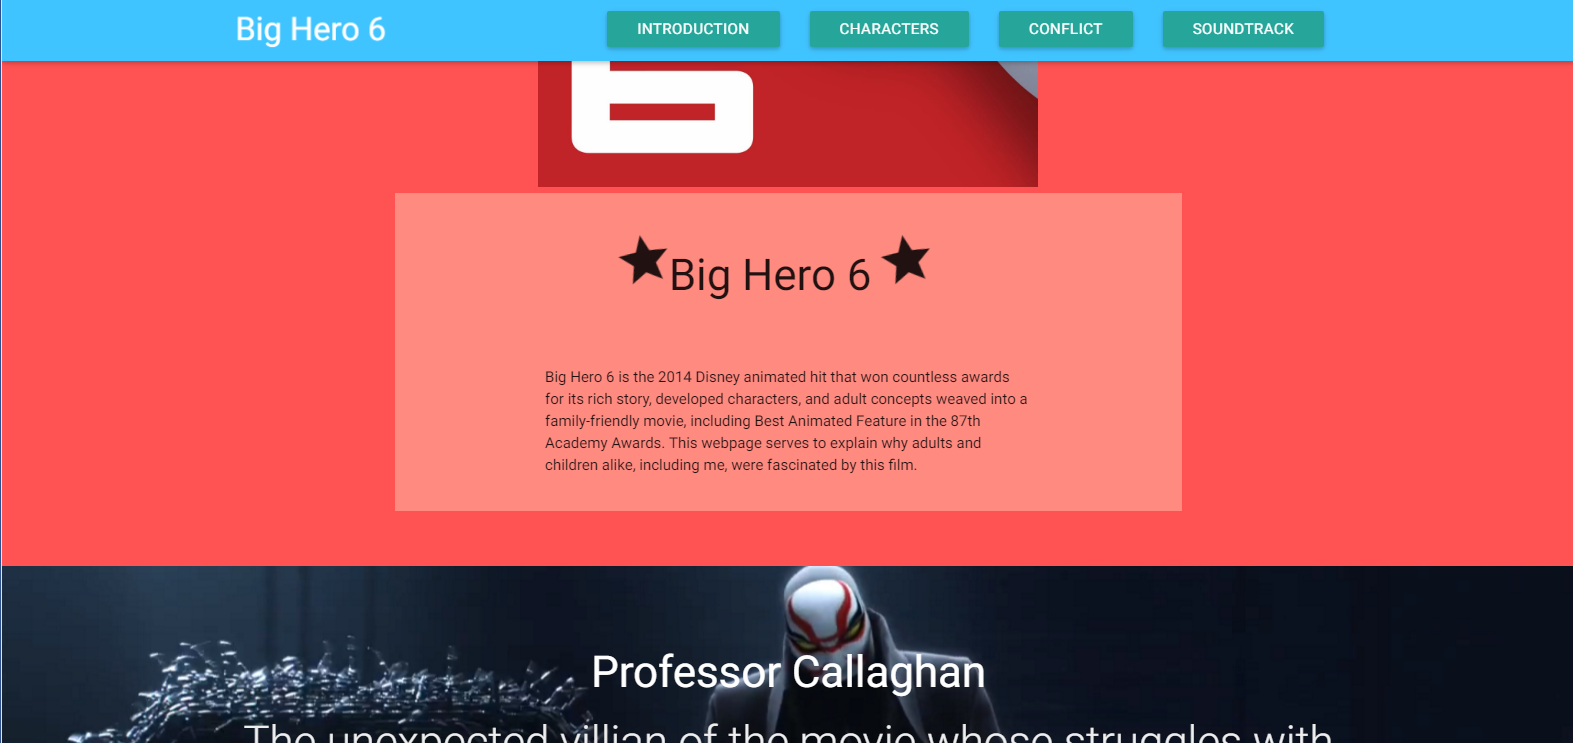 Big Hero 6
INTRODUCTION
CHARACTERS
CONFLICT
SOUNDTRACK
6
Big Hero 6
Big Hero 6 is the 2014 Disney animated hit that won countless awards
for its rich story, developed characters, and adult concepts weaved into a
family-friendly movie, including Best Animated Feature in the 87th
Academy Awards. This webpage serves to explain why adults and
children alike, including me, were fascinated by this film.
Professor Callaghan
The unexpected villian of the movie whose struggles with